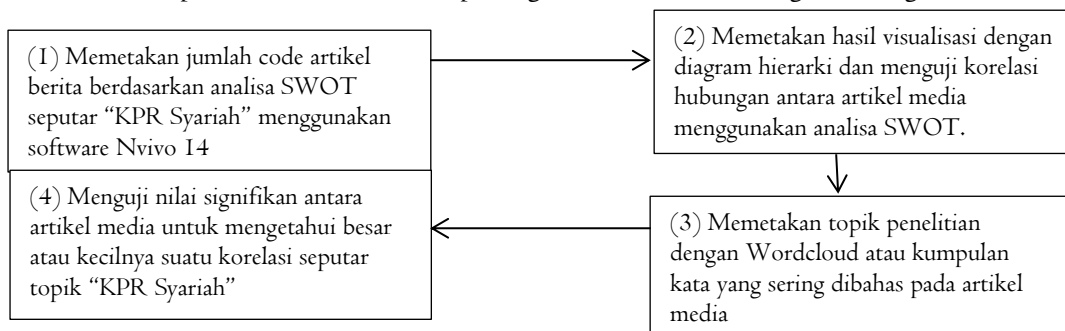 (1) Memetakan jumlah code artikel
berita berdasarkan analisa SWOT
seputar “KPR Syariah” menggunakan
software Nvivo 14
(2) Memetakan hasil visualisasi dengan
diagram hierarki dan menguji korelasi
hubungan antara artikel media
menggunakan analisa SWOT.
(3) Memetakan topik penelitian
dengan Wordcloud atau kumpulan
kata yang sering dibahas pada artikel
media
(4) Menguji nilai signifikan antara
artikel media untuk mengetahui besar
atau kecilnya suatu korelasi seputar
topik “KPR Syariah”